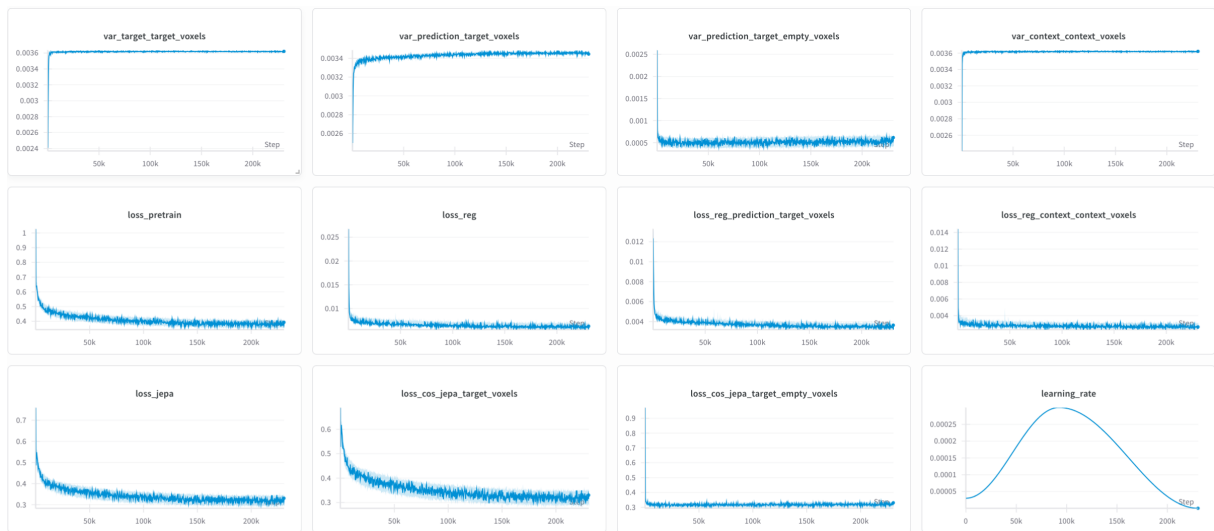 var_target_target_voxels
0.0036
0.0034
0.0032
0.003
0.0028
0.0026
0.0024
50k 100k 150k 200k
Step
var_prediction_target_voxels
0.0034
0.0032
0.003
0.0028
0.0026
50k 100k 150k 200k
Step
var_prediction_target_empty_voxels
0.0025
0.002
0.0015
0.001
0.0005
50k 100k 150k 200k
Step
var_context_context_voxels
0.0036
0.0034
0.0032
0.003
0.0028
0.0026
50k 100k 150k 200k
Step
loss_pretrain
1
0.9
0.8
0.7
0.6
0.5
0.4
50k 100k 150k 200k
Step
loss_reg
0.025
0.02
0.015
0.01
50k 100k 150k 200k
Step
loss_reg_prediction_target_voxels
0.012
0.01
0.008
0.006
0.004
50k 100k 150k 200k
Step
loss_reg_context_context_voxels
0.014
0.012
0.01
0.008
0.006
0.004
50k 100k 150k 200k
Step
loss_jepa
0.7
0.6
0.5
0.4
0.3
50k 100k 150k 200k
Step
loss_cos_jepa_target_voxels
0.6
0.5
0.4
0.3
50k 100k 150k 200k
Step
loss_cos_jepa_target_empty_voxels
0.9
0.8
0.7
0.6
0.5
0.4
0.3
50k 100k 150k 200k
Step
learning_rate
0.00025
0.0002
0.00015
0.0001
0.00005
0 50k 100k 150k 200k
Step